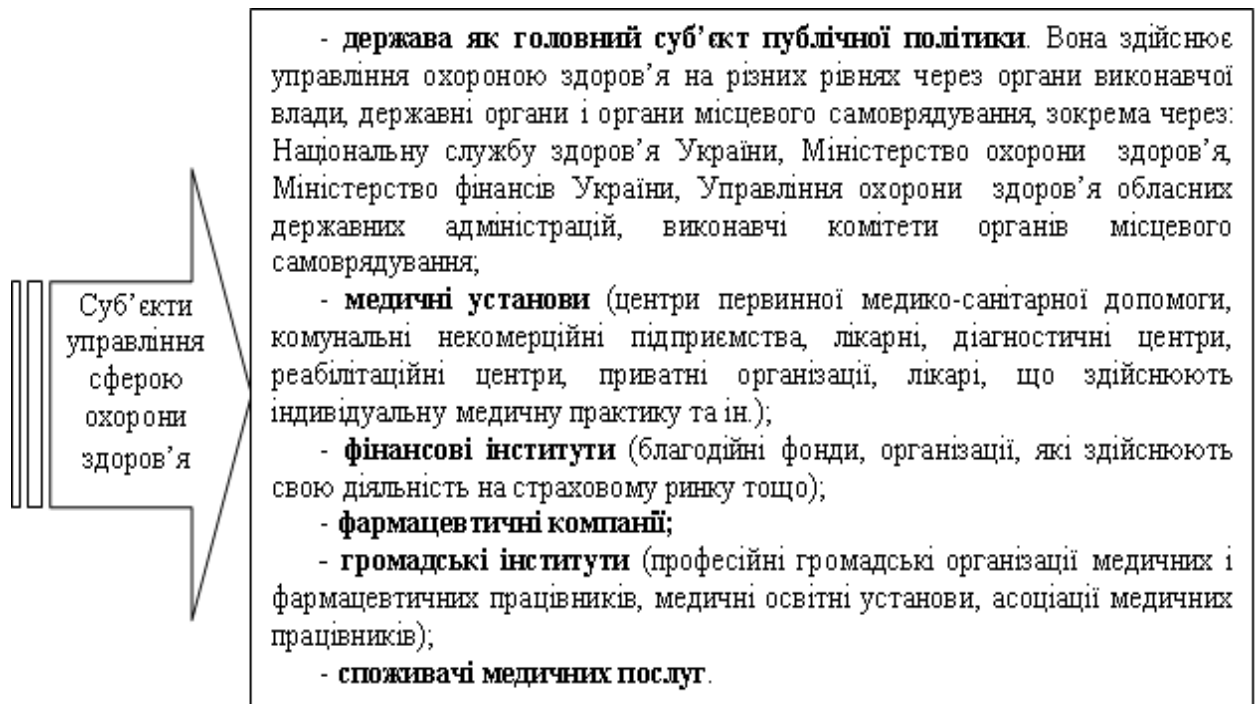 Суб’єкти
управління
сферою
охорони
здоров’я
- держава як головний суб’єкт публічної політики. Вона здійснює
управління охороною здоров’я на різних рівнях через органи виконавчої
влади, державні органи і органи місцевого самоврядування, зокрема через:
Національну службу здоров’я України, Міністерство охорони здоров’я,
Міністерство фінансів України, Управління охорони здоров’я обласних
державних адміністрацій, виконавчі комітети органів місцевого
самоврядування;
- медичні установи (центри первинної медико-санітарної допомоги,
комунальні некомерційні підприємства, лікарні, діагностичні центри,
реабілітаційні центри, приватні організації, лікарі, що здійснюють
індивідуальну медичну практику та ін.);
- фінансові інститути (благодійні фонди, організації, які здійснюють
свою діяльність на страховому ринку тощо);
- фармацевтичні компанії;
- громадські інститути (професійні громадські організації медичних і
фармацевтичних працівників, медичні освітні установи, асоціації медичних
працівників);
- споживачі медичних послуг.